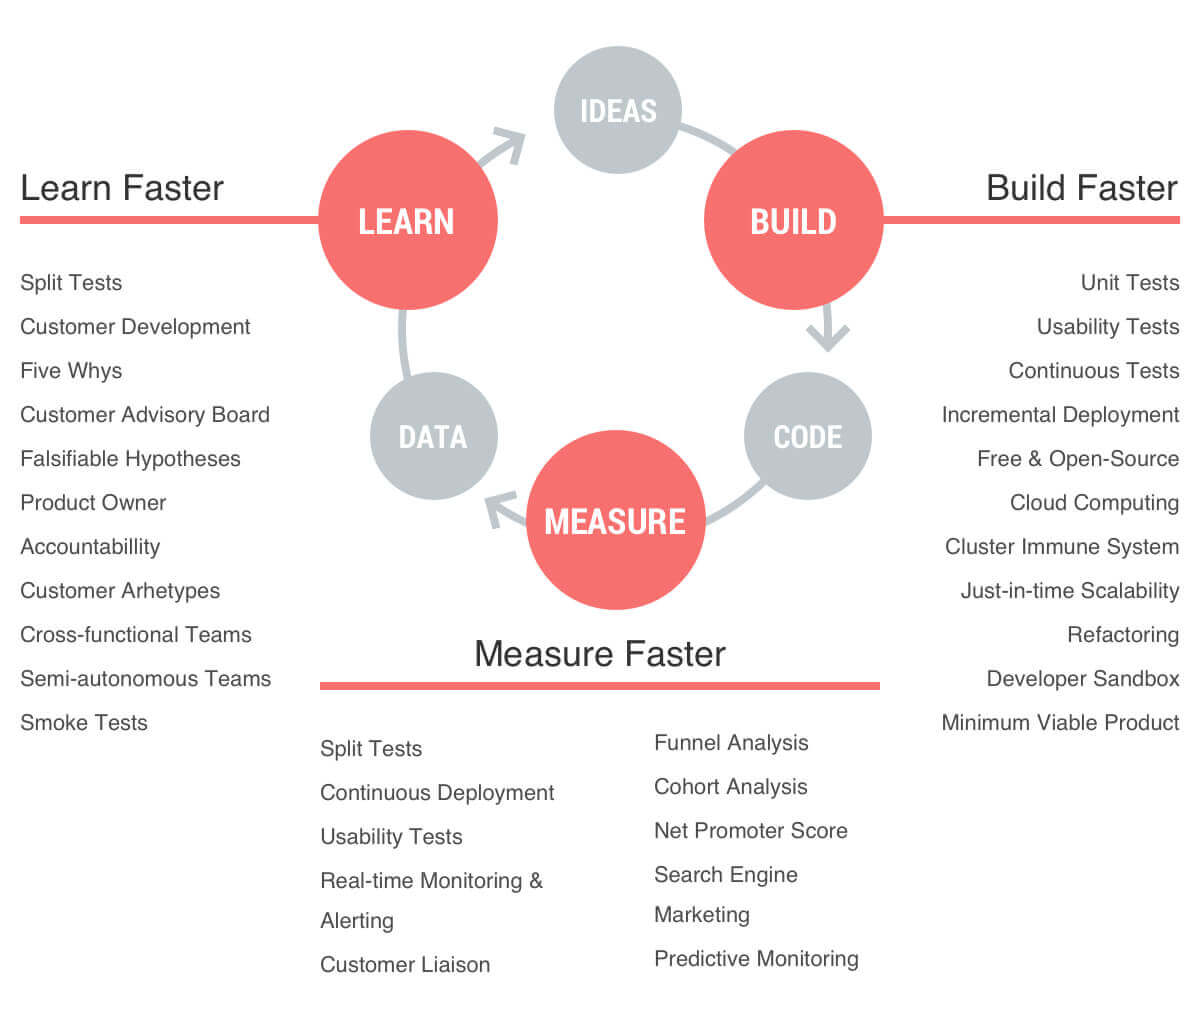 IDEAS
LEARN
BUILD
DATA
CODE
MEASURE
Learn Faster
Split Tests
Customer Development
Five Whys
Customer Advisory Board
Falsifiable Hypotheses
Product Owner
Accountabillity
Customer Arhetypes
Cross-functional Teams
Semi-autonomous Teams
Smoke Tests
Build Faster
Unit Tests
Usability Tests
Continuous Tests
Incremental Deployment
Free & Open-Source
Cloud Computing
Cluster Immune System
Just-in-time Scalability
Refactoring
Developer Sandbox
Minimum Viable Product
Measure Faster
Split Tests
Continuous Deployment
Usability Tests
Real-time Monitoring &
Alerting
Customer Liaison
Funnel Analysis
Cohort Analysis
Net Promoter Score
Search Engine
Marketing
Predictive Monitoring